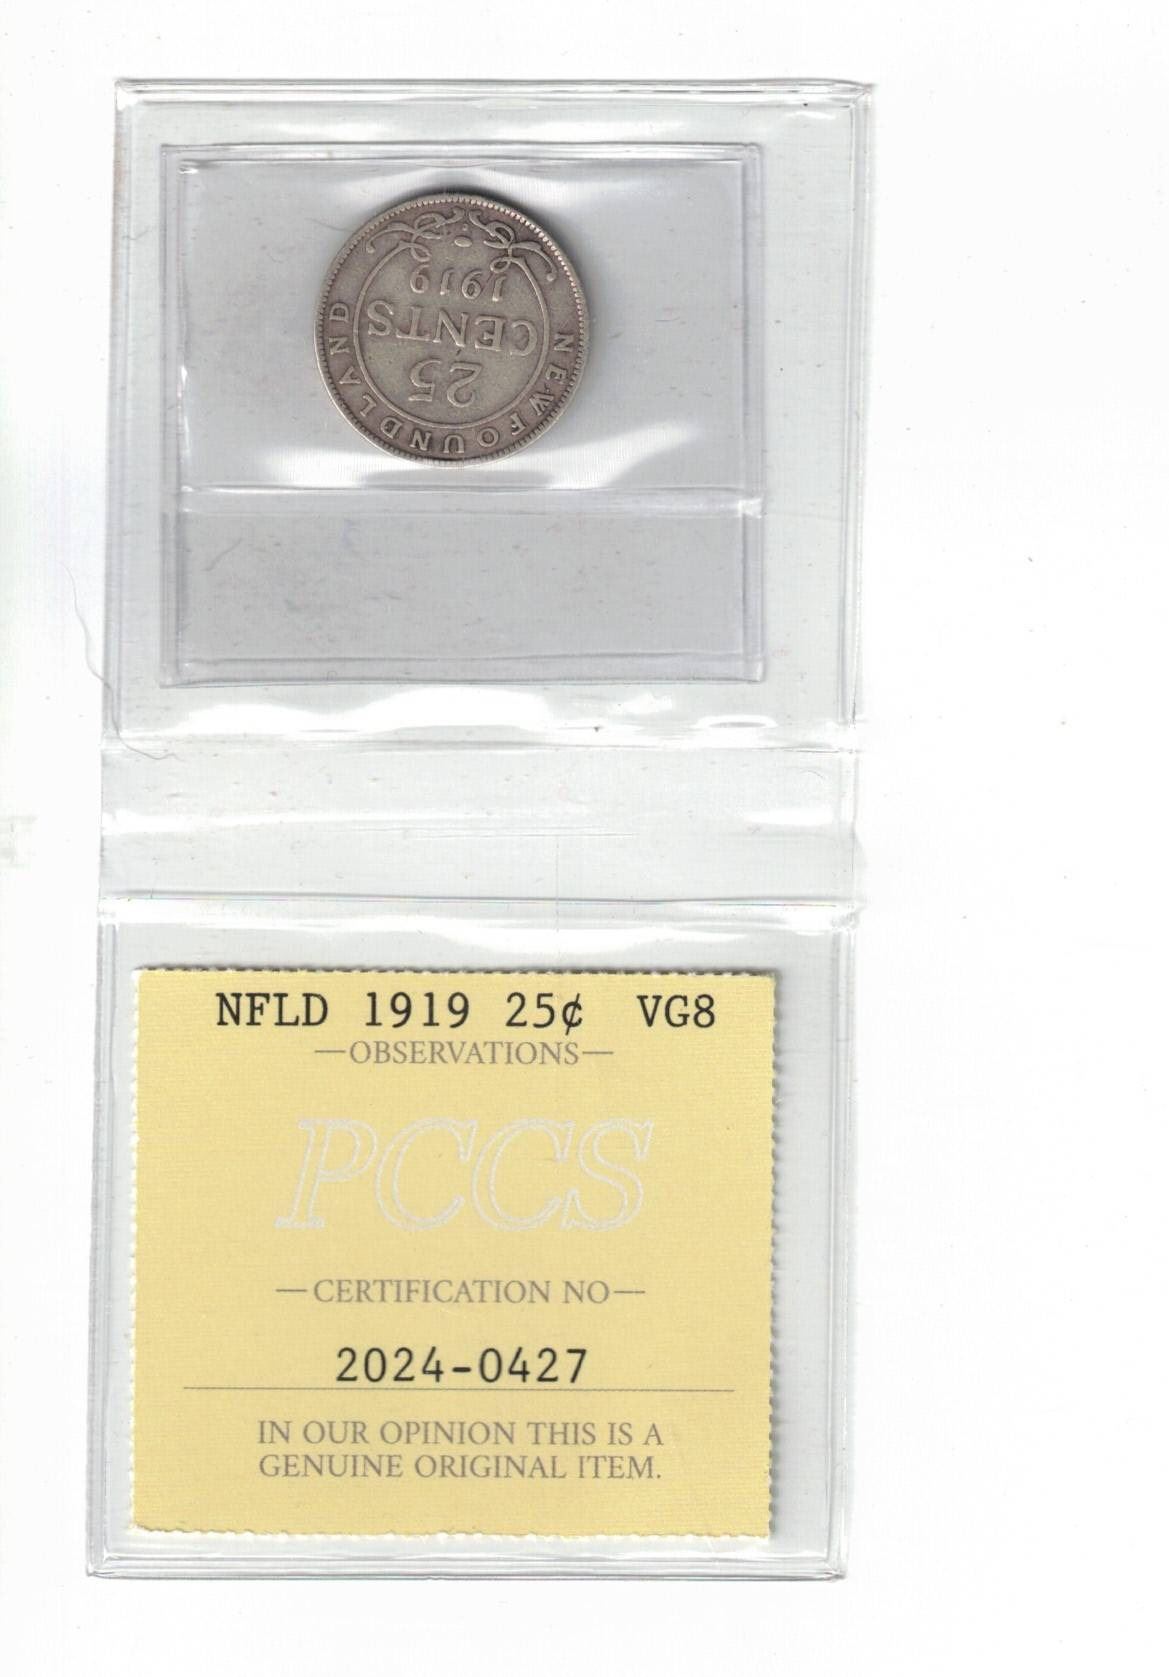 1919
CENTS
25
NEWFOUNDLAND
NFLD 1919 25¢ VG8
—OBSERVATIONS—
PCCS
—CERTIFICATION NO—
2024-0427
IN OUR OPINION THIS IS A
GENUINE ORIGINAL ITEM.